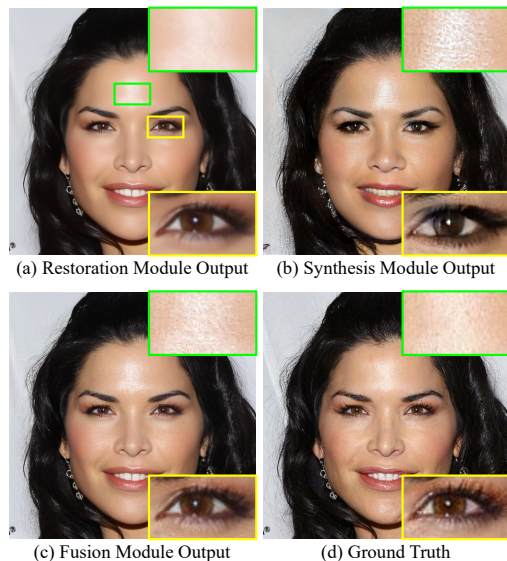 (a) Restoration Module Output
(b) Synthesis Module Output
(c) Fusion Module Output
(d) Ground Truth